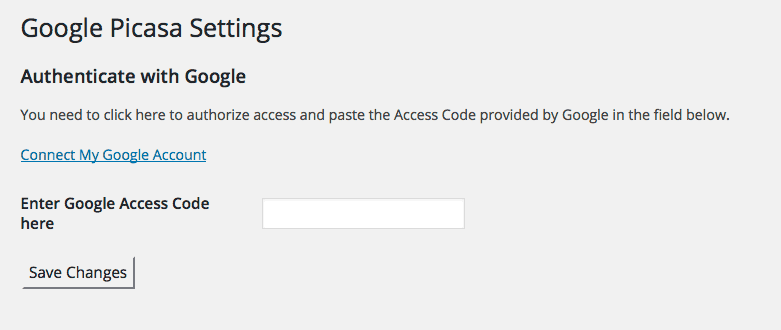 Google Picasa Settings
Authenticate with Google
You need to click here to authorize access and paste the Access Code provided by Google in the field below.
Connect My Google Account
Enter Google Access Code
here
Save Changes